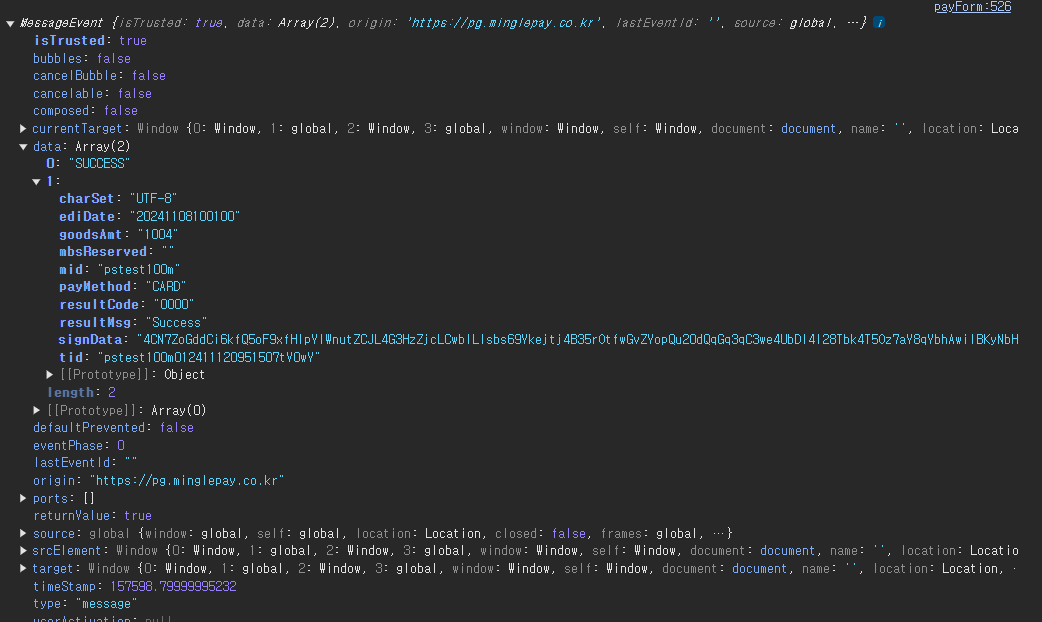 payForm:526
MessageEvent {isTrusted: true, data: Array(2), origin: 'https://pg.minglepay.co.kr', lastEventId: '', source: global, …}
isTrusted: true
bubbles: false
cancelBubble: false
cancelable: false
composed: false
currentTarget: Window {0: Window, 1: global, 2: Window, 3: global, window: Window, self: Window, document: document, name: '', location: Loca
data: Array(2)
0: "SUCCESS"
1:
charSet: "UTF-8"
ediDate: "20241108100100"
goodsAmt: "1004"
mbsReserved: ""
mid: "pstest100m"
payMethod: "CARD"
resultCode: "0000"
resultMsg: "Success"
signData:
tid: "pstest100m012411120951507tY0wY"
[[Prototype]]: Object
length: 2
[[Prototype]]: Array(0)
defaultPrevented: false
eventPhase: 0
lastEventId: ""
origin: "https://pg.minglepay.co.kr"
ports: []
returnValue: true
source: global {window: global, self: global, location: Location, closed: false, frames: global, …}
srcElement: Window {0: Window, 1: global, 2: Window, 3: global, window: Window, self: Window, document: document, name: '', location: Locatio
target: Window {0: Window, 1: global, 2: Window, 3: global, window: Window, self: Window, document: document, name: '', location: Location,
timeStamp: 157598.79999995232
type: "message"
userActivation: null